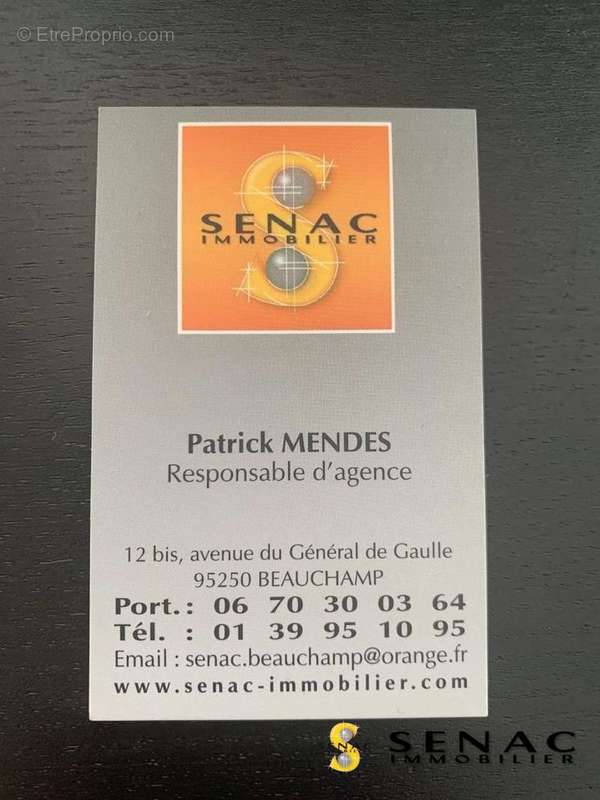 © EtreProprio.com
SENAC
IMMOBILIER
Patrick MENDES
Responsable d'agence
12 bis, avenue du Général de Gaulle
95250 BEAUCHAMP
Port. : 06 70 30 03 64
Tél. : 01 39 95 10 95
Email : senac.beauchamp@orange.fr
www.senac-immobilier.com
SENAC
IMMOBILIER